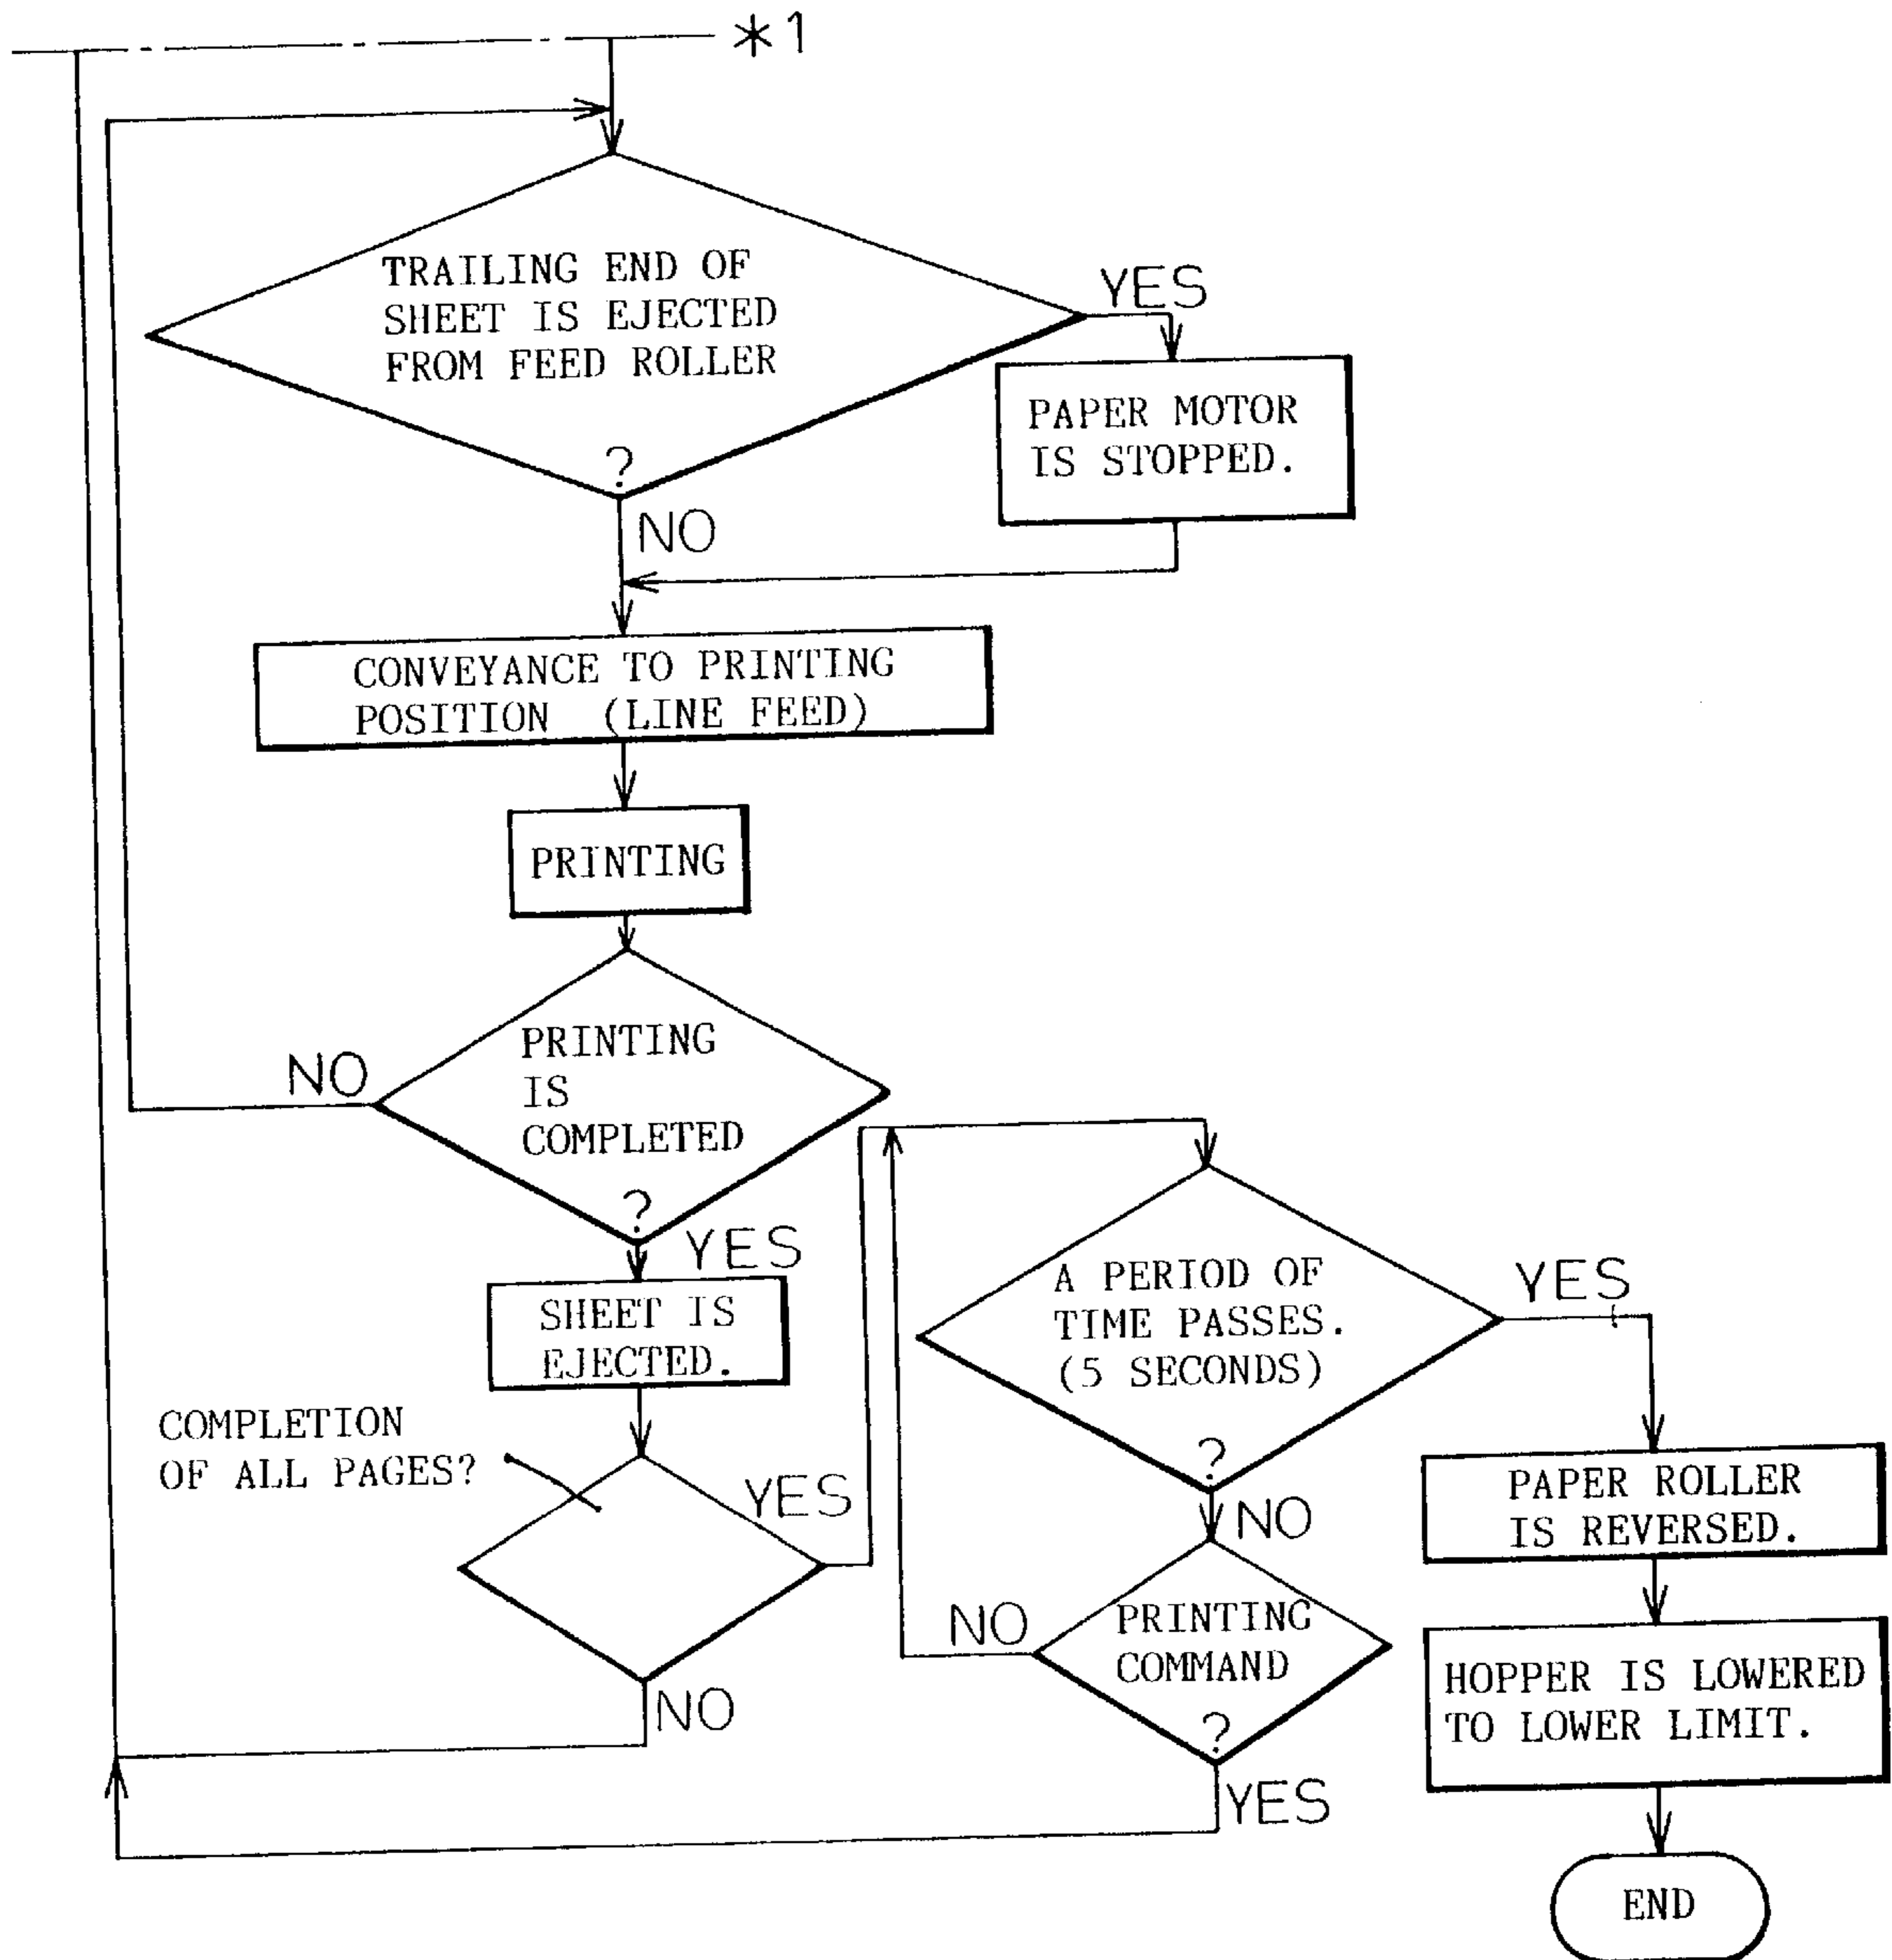 *1
TRAILING END OF
SHEET IS EJECTED
FROM FEED ROLLER
?
YES
PAPER MOTOR
IS STOPPED.
NO
CONVEYANCE TO PRINTING
POSITION (LINE FEED)
PRINTING
PRINTING
IS
COMPLETED
?
NO
YES
SHEET IS
EJECTED.
COMPLETION
OF ALL PAGES?
YES
NO
A PERIOD OF
TIME PASSES.
(5 SECONDS)
?
YES
NO
PRINTING
COMMAND
?
NO
YES
PAPER ROLLER
IS REVERSED.
HOPPER IS LOWERED
TO LOWER LIMIT.
END